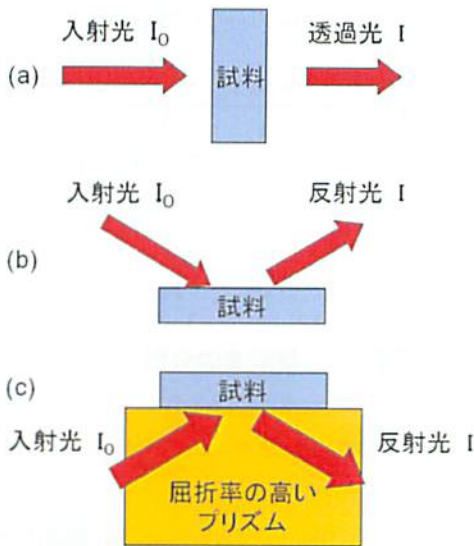 入射光 I₀
透過光 I
(a)
試料
入射光 I₀
反射光 I
(b)
試料
(c)
試料
入射光 I₀
反射光 I
屈折率の高い
プリズム